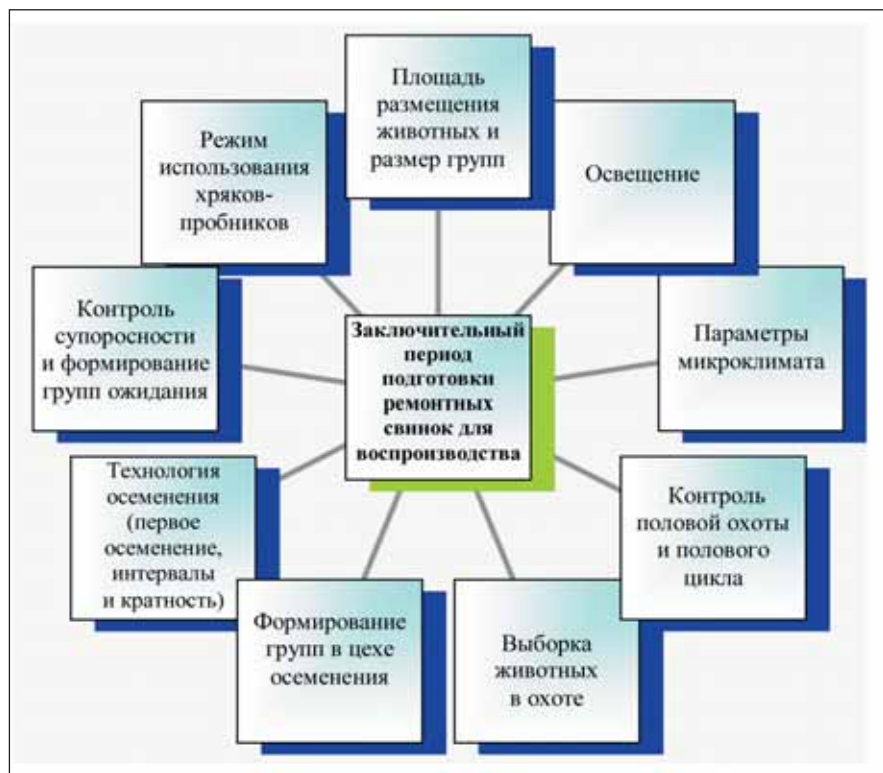 Площадь
размещения
животных и
размер групп
Режим
использования
хряков-
пробников
Освещение
Контроль
супоросности
и формирование
групп ожидания
Заключительный
период
подготовки
ремонтных
свинок для
воспроизводства
Параметры
микроклимата
Технология
осеменения
(первое
осеменение,
интервалы
и кратность)
Контроль
половой охоты
и полового
цикла
Формирование
групп в цехе
осеменения
Выборка
животных
в охоте